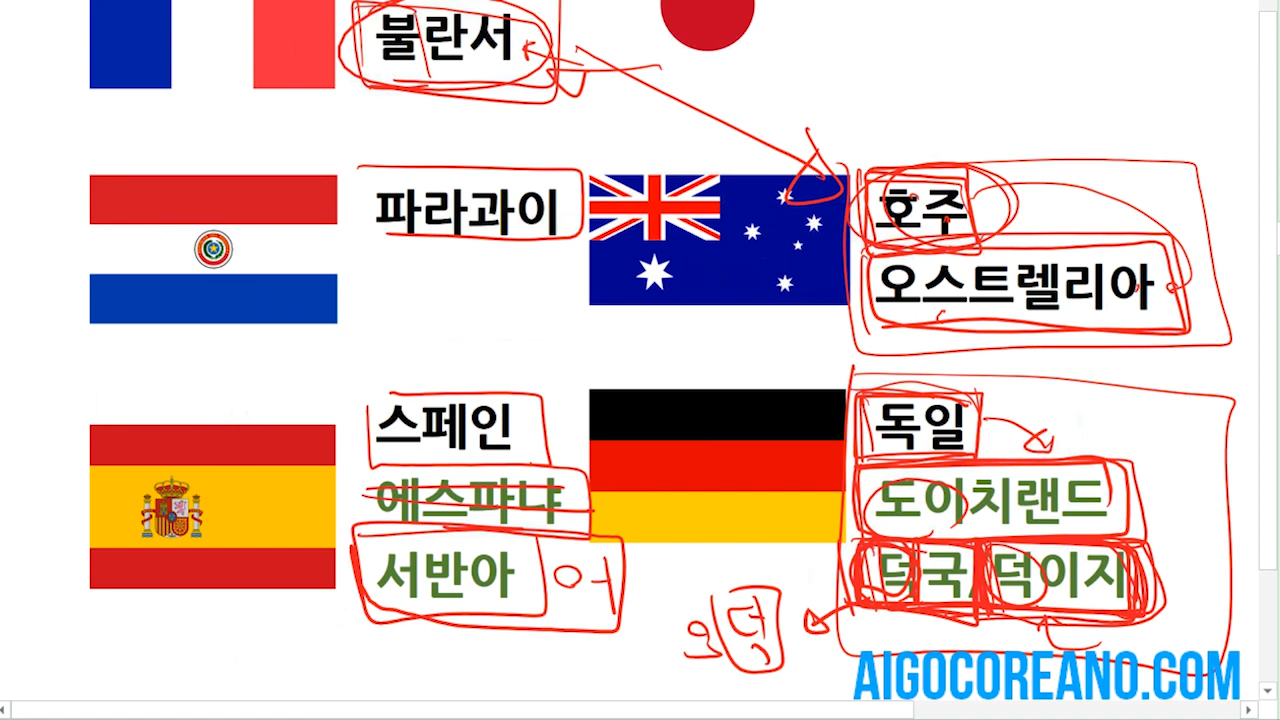 불란서
파라과이
호주
오스트렐리아
스페인
에스파냐
서반아 어
독일
도이치랜드
덕국/덕이지
덕
AIGOCOREANO.COM